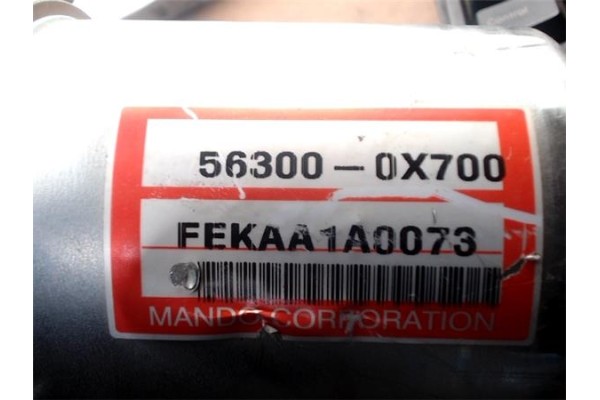 56300-0X700
FEKAA1A0073
MANDO CORPORATION